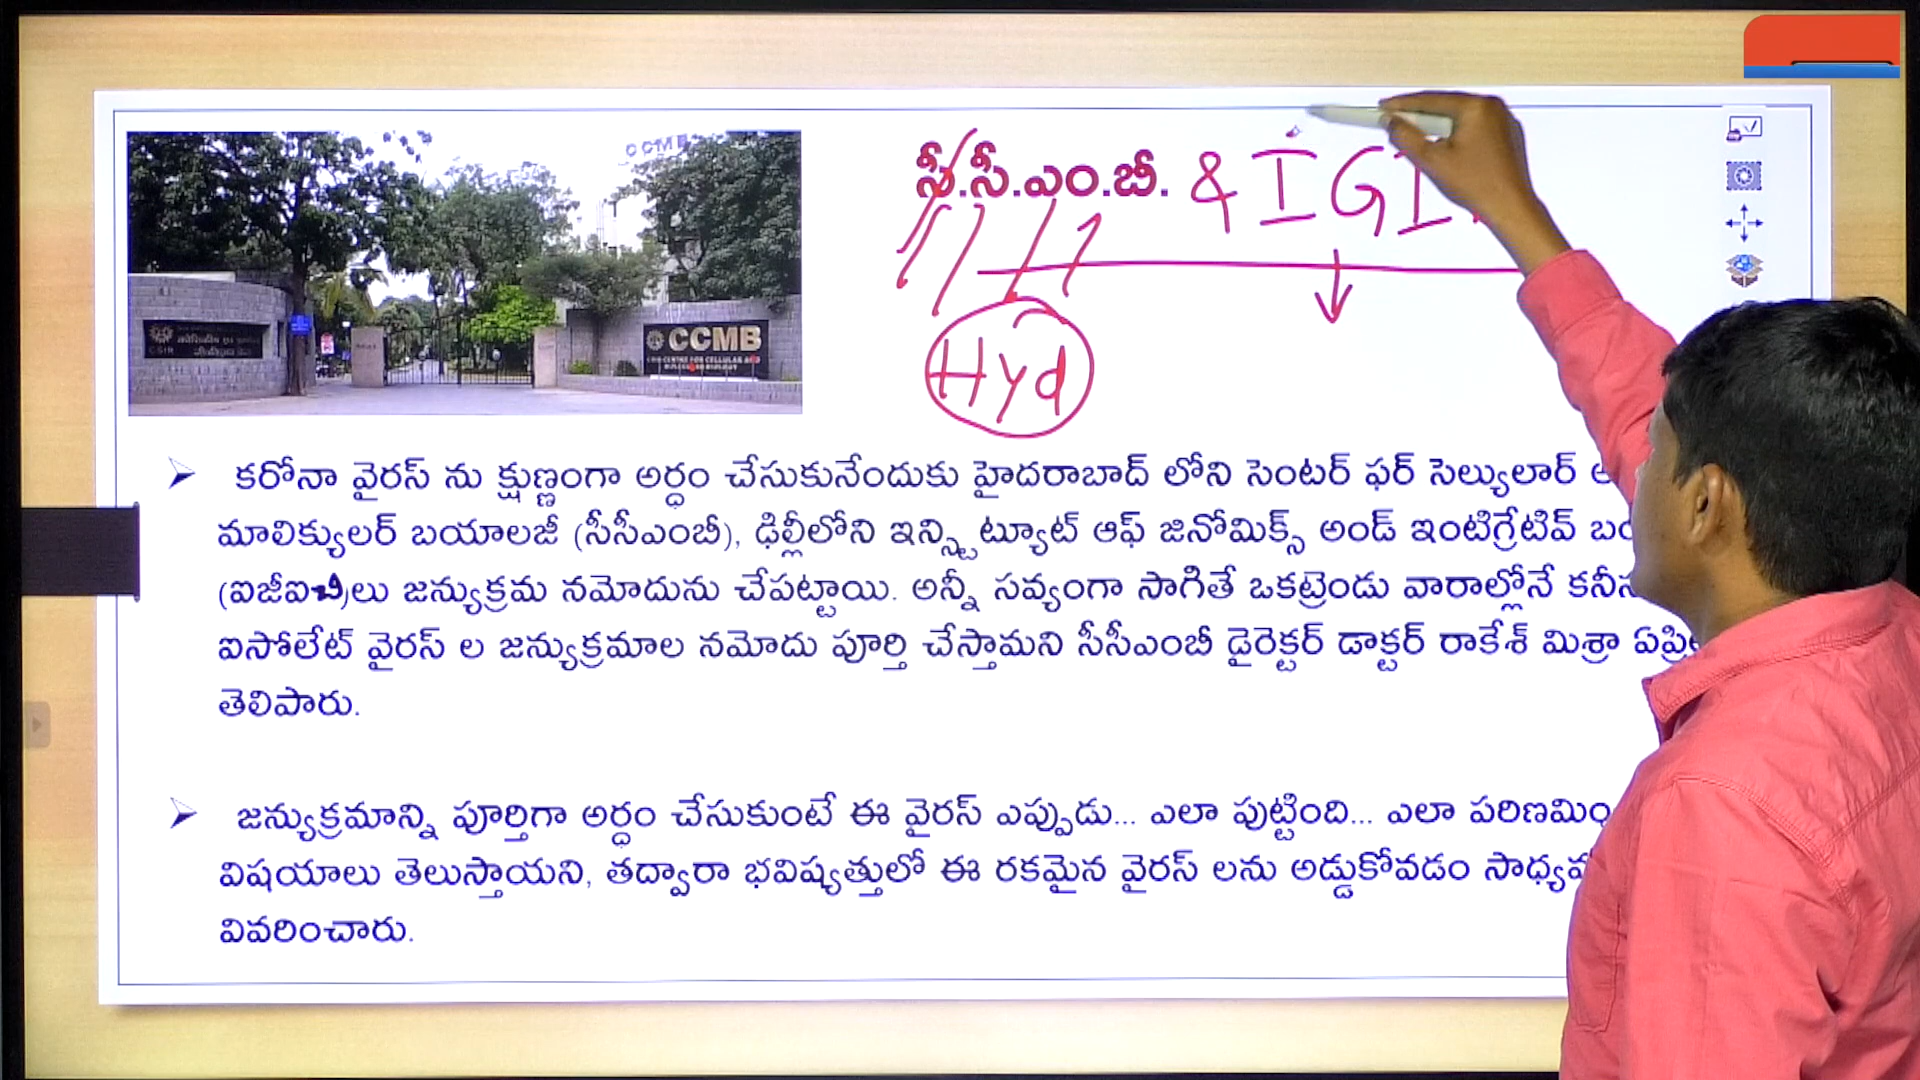 CCMB
సీ.సీ.ఎం.బీ. & I G I
CCMB
CSIR
Hyd
కరోనా వైరస్ ను క్షుణ్ణంగా అర్ధం చేసుకునేందుకు హైదరాబాద్ లోని సెంటర్ ఫర్ సెల్యులార్
మాలిక్యులర్ బయాలజీ (సీసీఎంబీ), ఢిల్లీలోని ఇన్స్టిట్యూట్ ఆఫ్ జినోమిక్స్ అండ్ ఇంటిగ్రేటివ్
(ఐజీఐబీ)లు జన్యుక్రమ నమోదును చేపట్టాయి. అన్నీ సవ్యంగా సాగితే ఒకట్రెండు వారాల్లోనే
ఐసోలేట్ వైరస్ ల జన్యుక్రమాల నమోదు పూర్తి చేస్తామని సీసీఎంబీ డైరెక్టర్ డాక్టర్ రాకేశ్ మిశ్రా
తెలిపారు.
జన్యుక్రమాన్ని పూర్తిగా అర్ధం చేసుకుంటే ఈ వైరస్ ఎప్పుడు... ఎలా పుట్టింది... ఎలా
విషయాలు తెలుస్తాయని, తద్వారా భవిష్యత్తులో ఈ రకమైన వైరస్ లను అడ్డుకోవడం
వివరించారు.